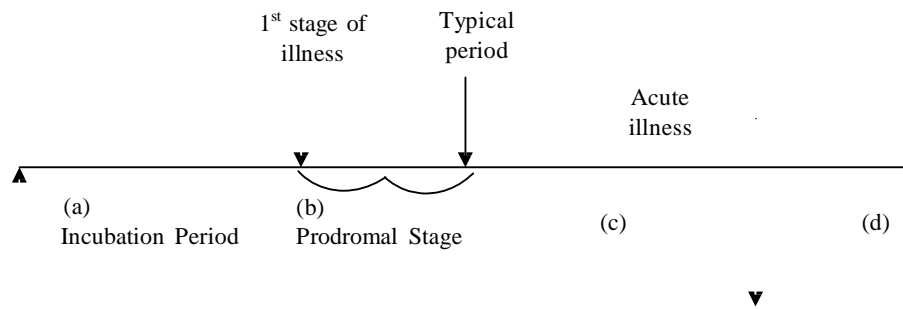 1st stage of
illness
Typical
period
Acute
illness
(a)
Incubation Period
(b)
Prodromal Stage
(c)
(d)